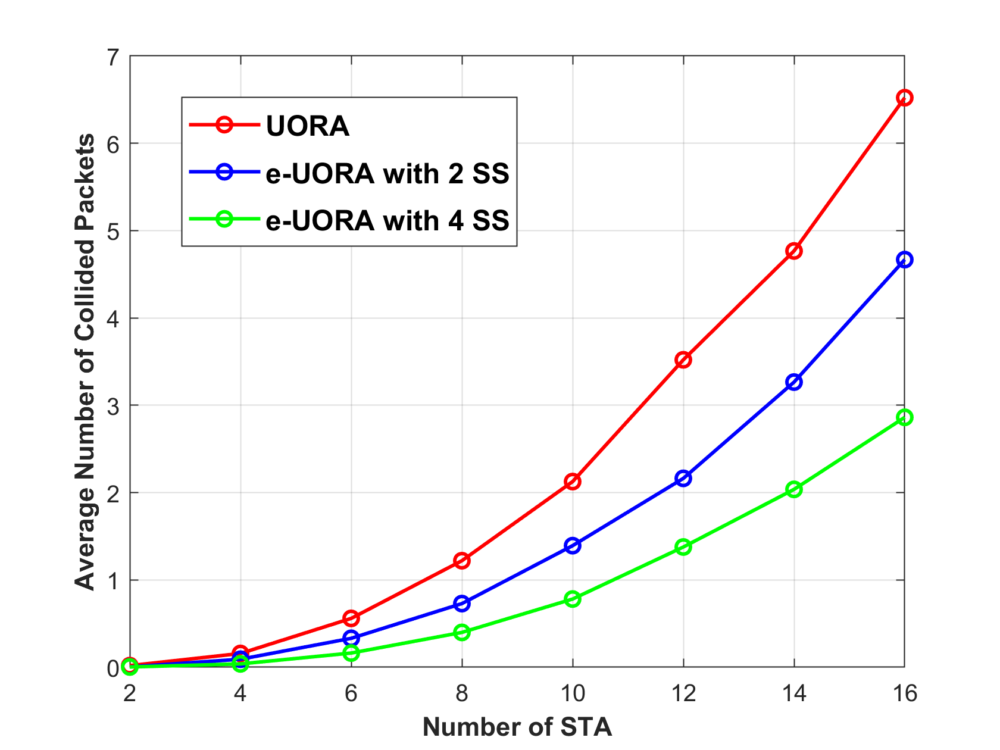 7
6
5
4
3
2
1
0
Average Number of Collided Packets
UORA
e-UORA with 2 SS
e-UORA with 4 SS
2 4 6 8 10 12 14 16
Number of STA